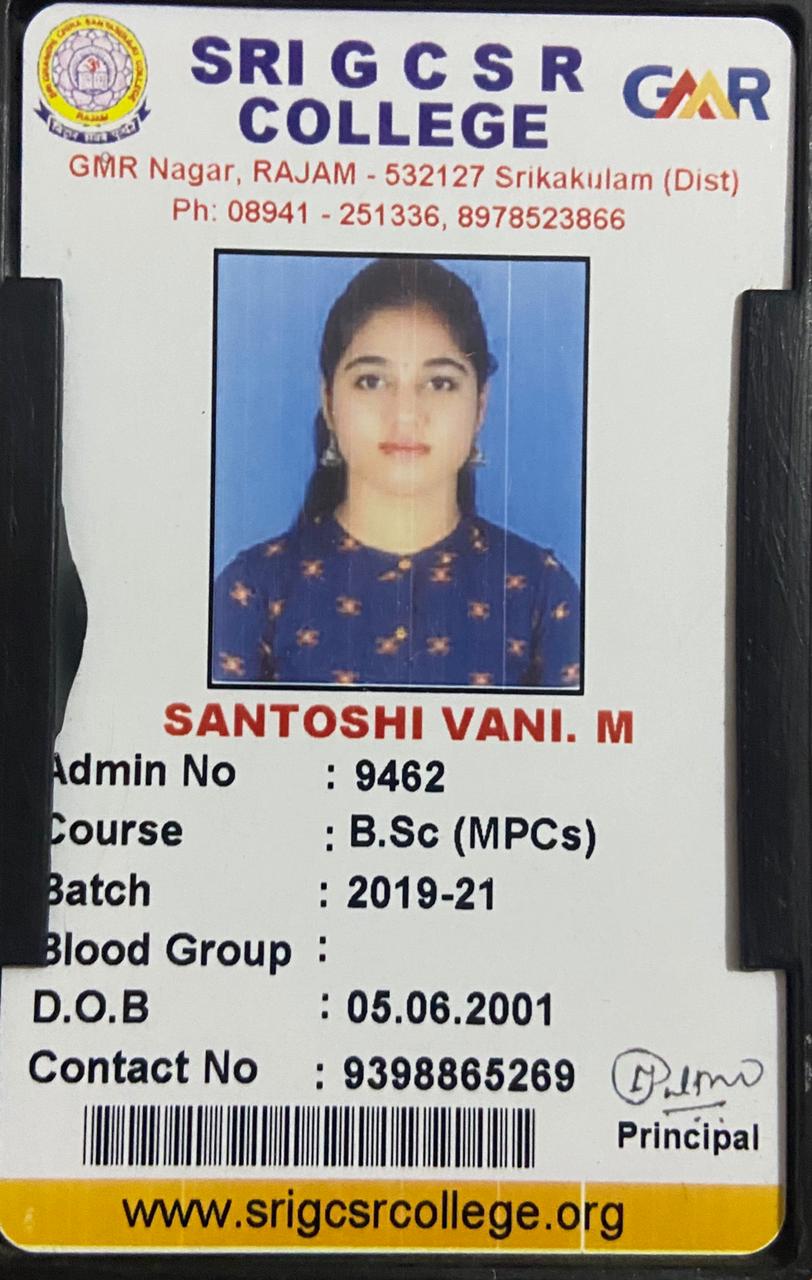 SRI G C S R
COLLEGE
GMR
GMR Nagar, RAJAM - 532127 Srikakulam (Dist)
Ph: 08941 - 251336, 8978523866
SANTOSHI VANI. M
Admin No : 9462
Course : B.Sc (MPCs)
Batch : 2019-21
Blood Group :
D.O.B : 05.06.2001
Contact No : 9398865269
Principal
www.srigcsrcollege.org